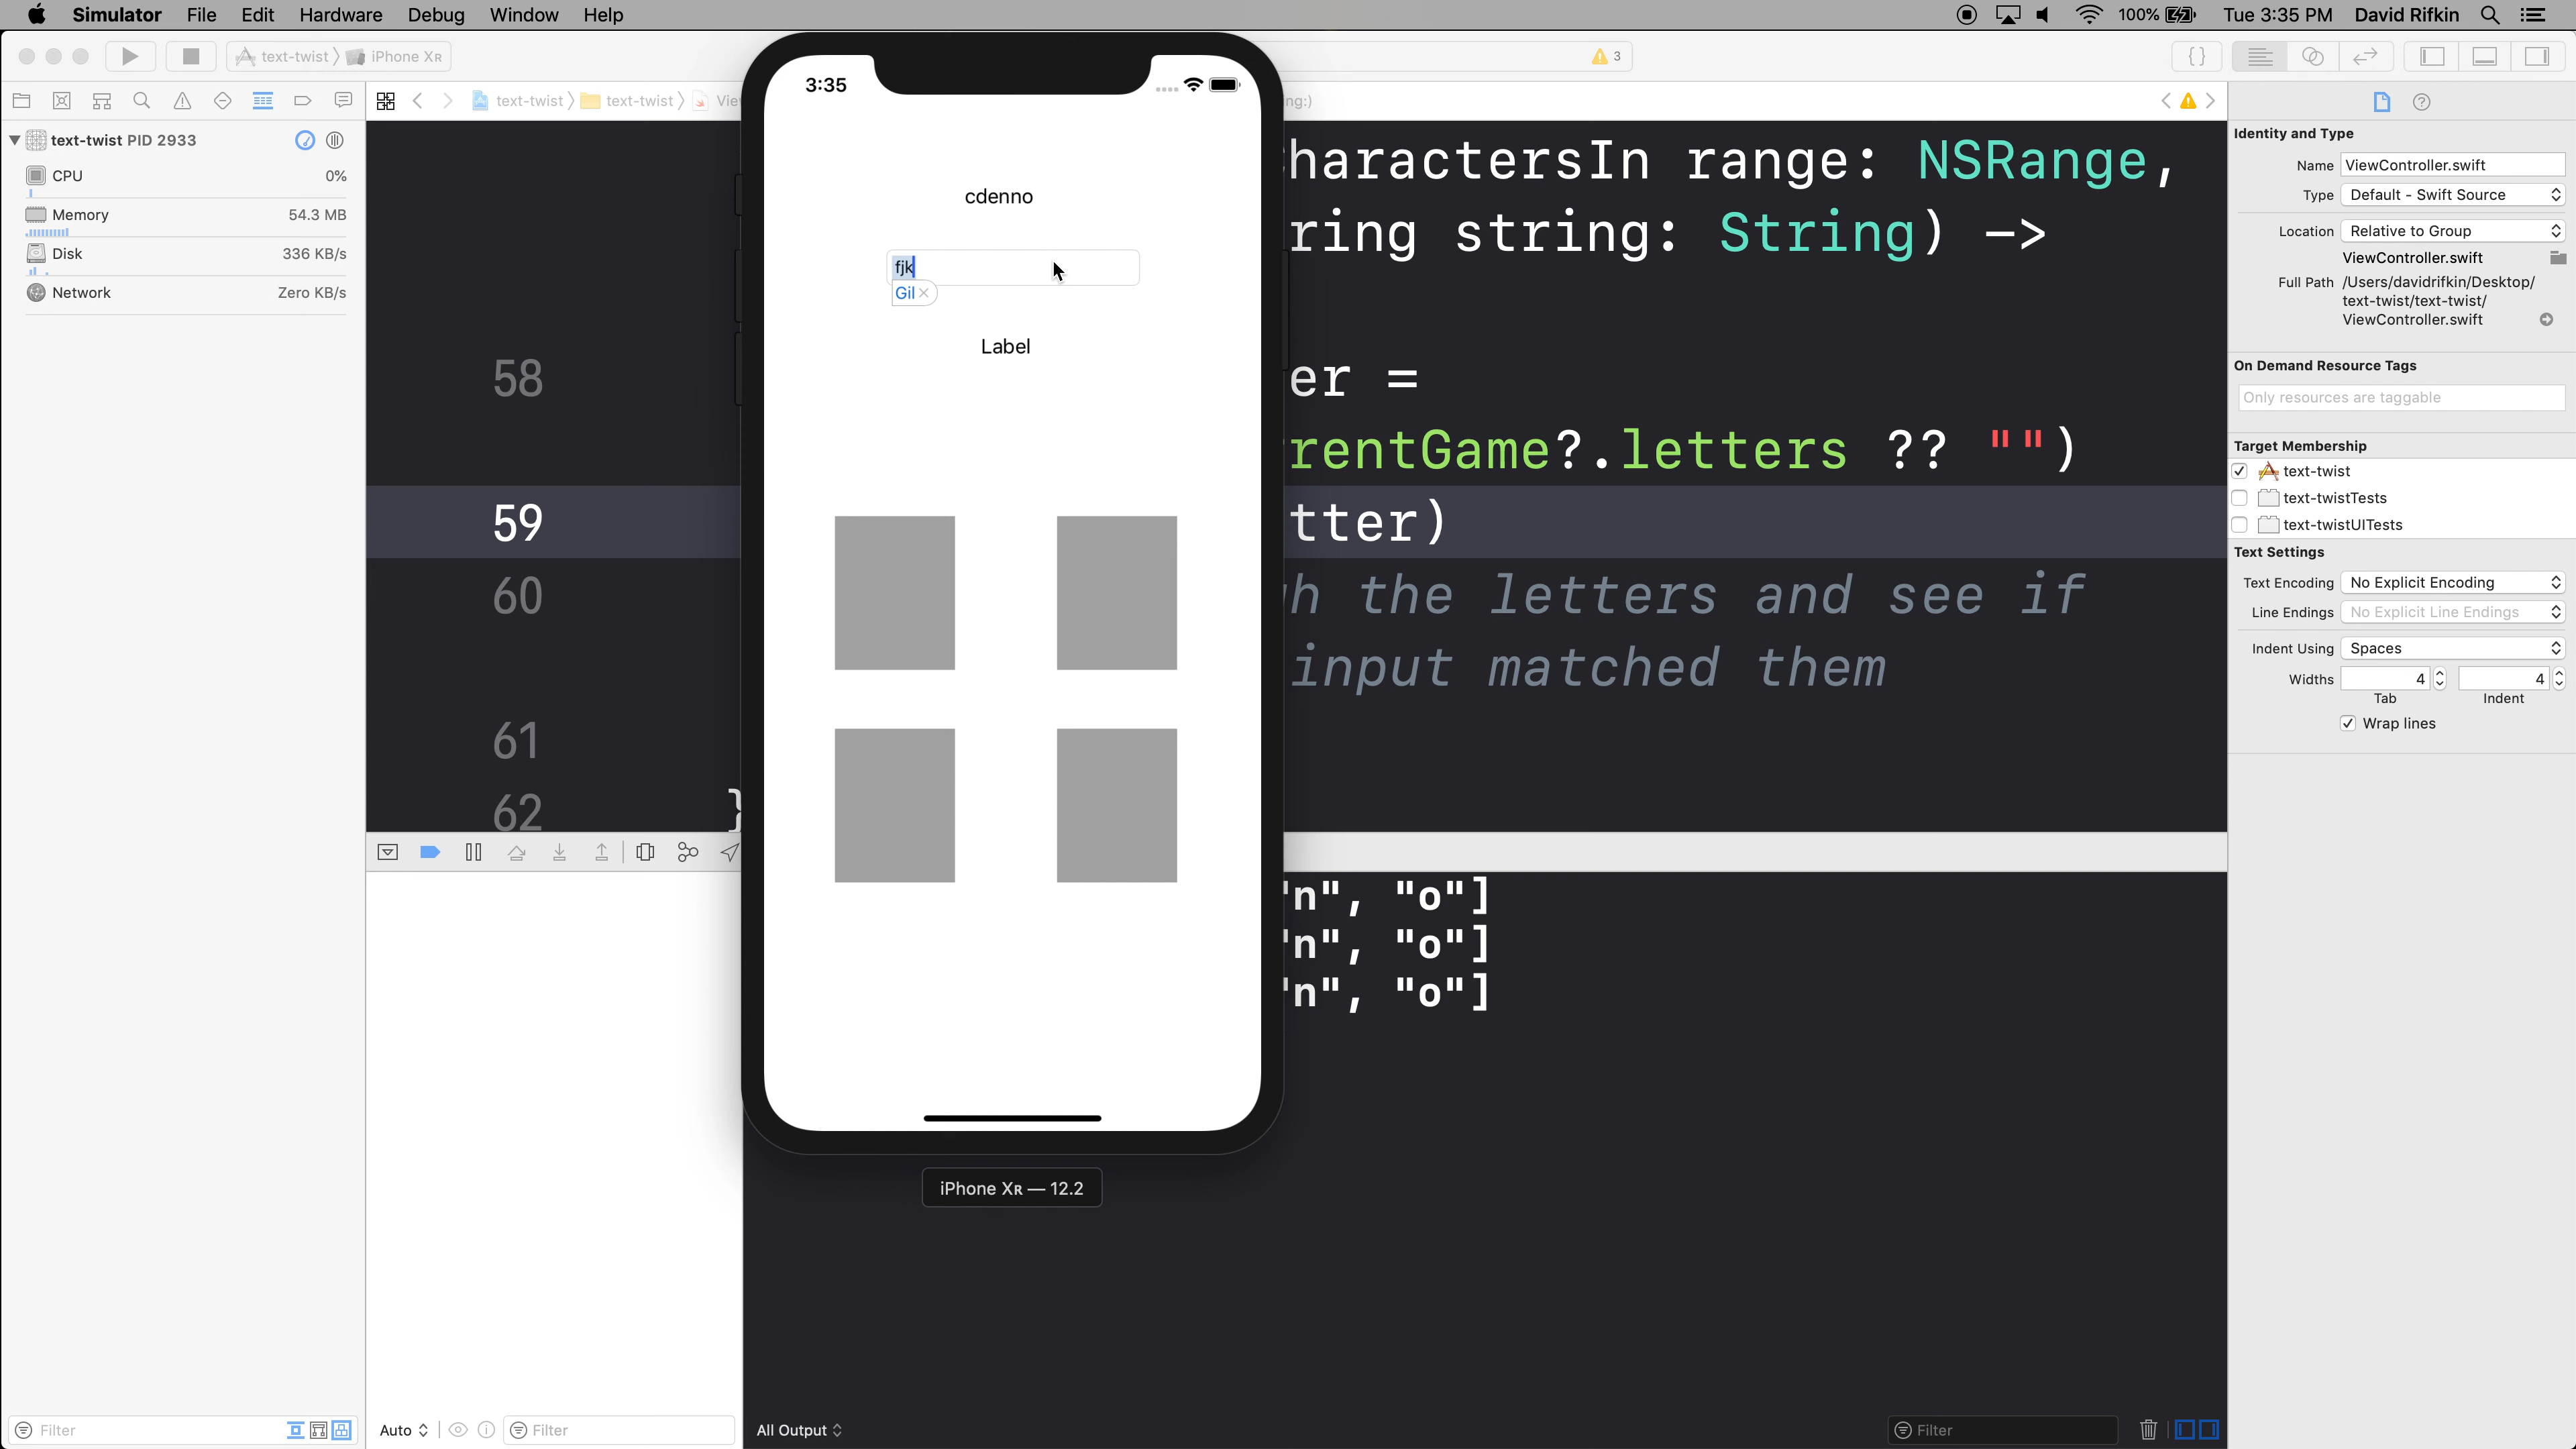 Simulator File Edit Hardware Debug Window Help 100% Tue 3:35 PM David Rifkin
text-twist iPhone XR 3
text-twist text-twist ng:)
text-twist PID 2933
CPU 0%
Memory 54.3 MB
Disk 336 KB/s
Network Zero KB/s
Filter
58
59
60
61
62 }
haractersIn range: NSRange,
ring string: String) ->
er =
rentGame?.letters ?? "")
tter)
h the letters and see if
input matched them
3:35
cdenno
fjk
Gil ×
Label
iPhone XR — 12.2
"n", "o"]
"n", "o"]
"n", "o"]
Auto Filter
All Output Filter
Identity and Type
Name ViewController.swift
Type Default - Swift Source
Location Relative to Group
ViewController.swift
Full Path /Users/davidrifkin/Desktop/
text-twist/text-twist/
ViewController.swift
On Demand Resource Tags
Only resources are taggable
Target Membership
text-twist
text-twistTests
text-twistUITests
Text Settings
Text Encoding No Explicit Encoding
Line Endings No Explicit Line Endings
Indent Using Spaces
Widths 4 4
Tab Indent
Wrap lines